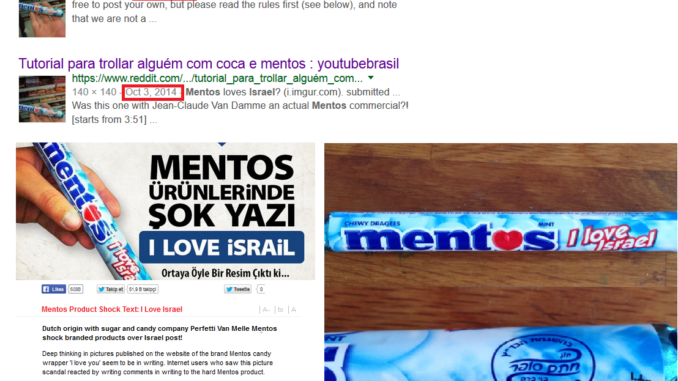 free to post your own, but please read the rules first (see below), and note
that we are not a ...
Tutorial para trollar alguém com coca e mentos : youtubebrasil
https://www.reddit.com/.../tutorial_para_trollar_alguém_com...
140 × 140 - Oct 3, 2014 - Mentos loves Israel? (i.imgur.com). submitted ...
Was this one with Jean-Claude Van Damme an actual Mentos commercial?!
[starts from 3:51] ...
MENTOS
ÜRÜNLERİNDE
ŞOK YAZI
I LOVE iSRAiL
Ortaya Öyle Bir Resim Çıktı ki...
mentos
I love
Israel
Likes
Takip et
Tweetle
0
Mentos Product Shock Text: I Love Israel
| A- | to | A
Dutch origin with sugar and candy company Perfetti Van Melle Mentos
shock branded products over Israel post!
Deep thinking in pictures published on the website of the brand Mentos candy
wrapper 'I love you' seem to be in writing. Internet users who saw this picture
scandal reacted by writing comments in writing to the hard Mentos product.
CHEWY DRAGEES
MINT
mentos
I love
Israel
חתם סופר